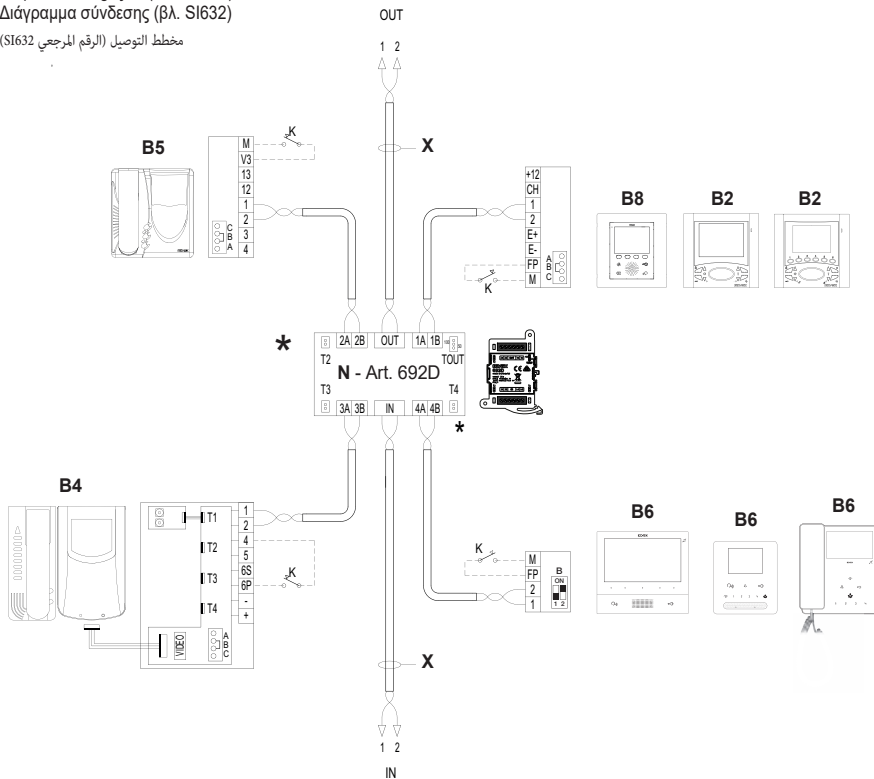 Διάγραμμα σύνδεσης (βλ. SI632)
مخطط التوصيل (الرقم المرجعي SI632)
OUT
1 2
X
B5
M
V3
13
12
1
2
3
4
C
B
A
K
+12
CH
1
2
E+
E-
FP
M
A
B
C
K
B8
B2
B2
*
2A 2B OUT 1A 1B
T2
TOUT
N - Art. 692D
T3
T4
3A 3B IN 4A 4B
*
B4
T1
T2
T3
T4
VIDEO
A
B
C
1
2
4
5
6S
6P
-
+
K
K
M
FP
2
1
B
ON
1 2
B6
B6
B6
X
1 2
IN